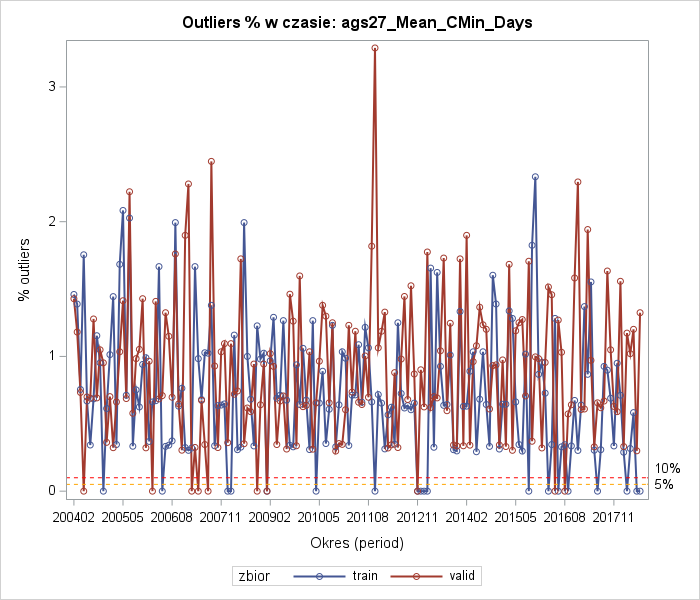 Outliers % w czasie: ags27_Mean_CMin_Days
% outliers
3
2
1
0
10%
5%
200402 200505 200608 200711 200902 201005 201108 201211 201402 201505 201608 201711
Okres (period)
zbior train valid